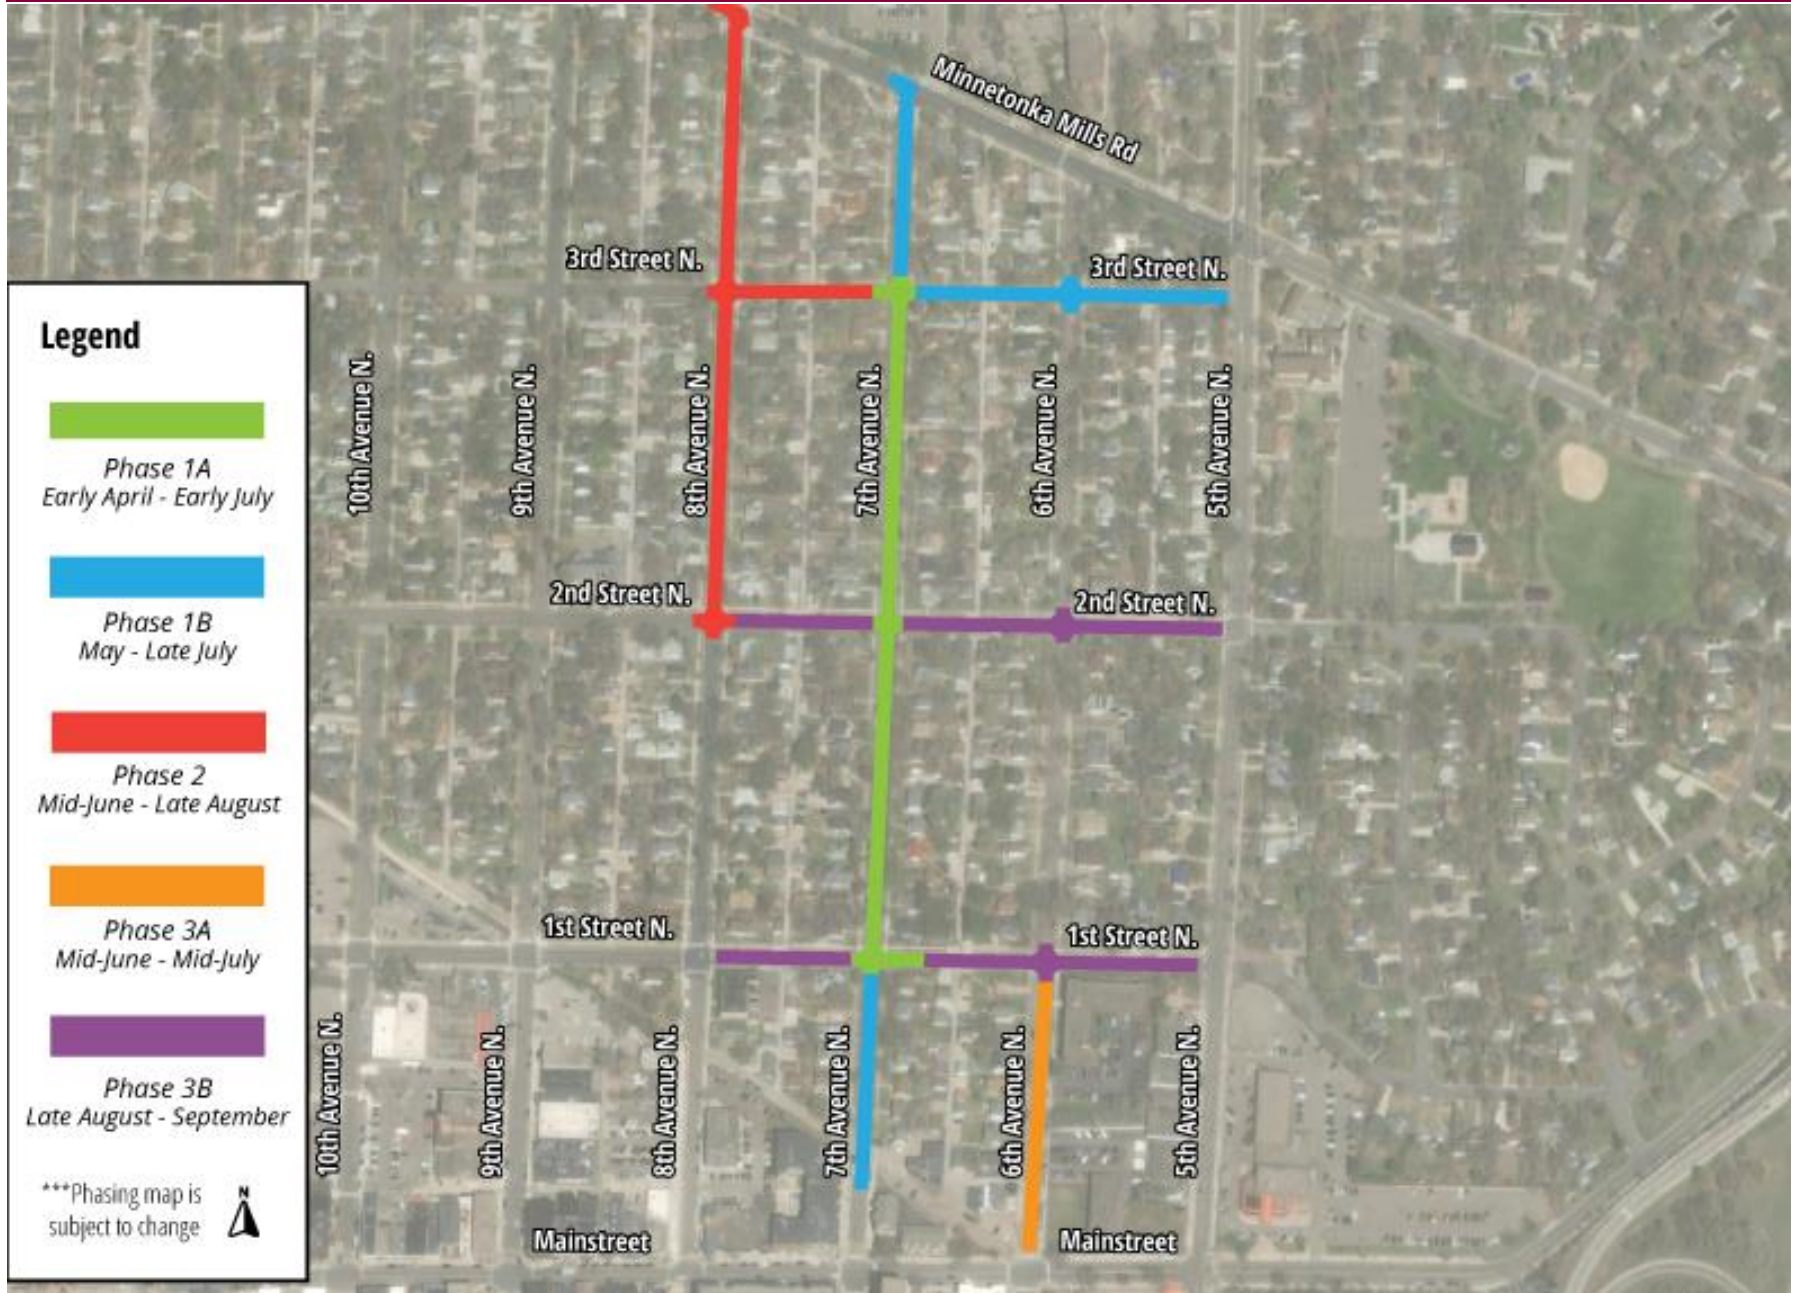 Minnetonka Mills Rd
3rd Street N.
3rd Street N.
Legend
Phase 1A
Early April - Early July
Phase 1B
May - Late July
Phase 2
Mid-June - Late August
Phase 3A
Mid-June - Mid-July
Phase 3B
Late August - September
***Phasing map is
subject to change
N
10th Avenue N.
9th Avenue N.
8th Avenue N.
7th Avenue N.
6th Avenue N.
5th Avenue N.
2nd Street N.
2nd Street N.
1st Street N.
1st Street N.
10th Avenue N.
9th Avenue N.
8th Avenue N.
7th Avenue N.
6th Avenue N.
5th Avenue N.
Mainstreet
Mainstreet